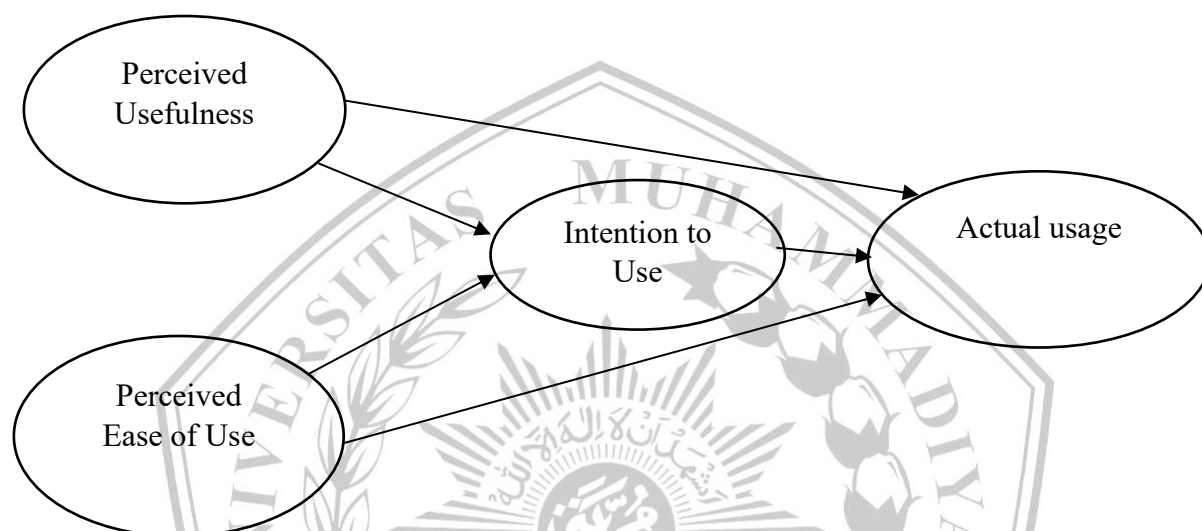 Perceived
Usefulness
UNIVERSITAS MUHAMMADIYA
Intention to
Use
Actual usage
Perceived
Ease of Use